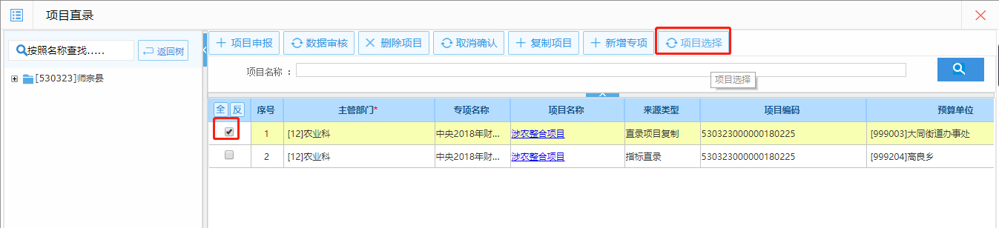 项目直录
按照名称查找.....
返回树
[530323]师宗县
项目申报 数据审核 删除项目 取消确认 复制项目 新增专项 项目选择
项目名称 :
项目选择
全 反 序号 主管部门* 专项名称 项目名称 来源类型 项目编码 预算单位
1 [12]农业科 中央2018年财... 涉农整合项目 直录项目复制 530323000000180225 [999003]大同街道办事处
2 [12]农业科 中央2018年财... 涉农整合项目 指标直录 530323000000180225 [999204]高良乡